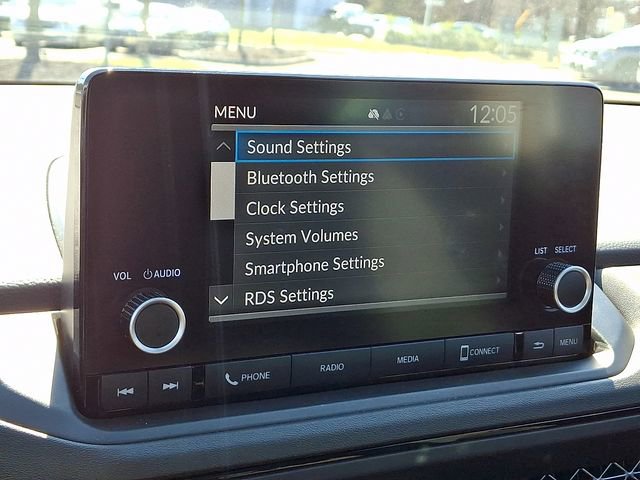 MENU 12:05
Sound Settings
Bluetooth Settings
Clock Settings
System Volumes
Smartphone Settings
RDS Settings
VOL AUDIO
LIST SELECT
PHONE RADIO MEDIA CONNECT MENU